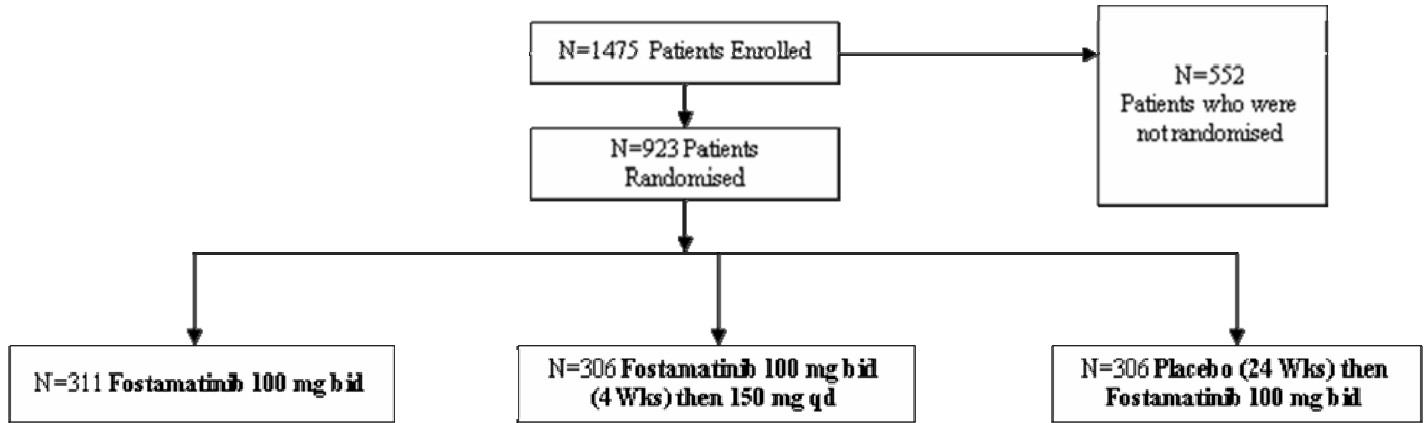 N=1475 Patients Enrolled
N=552
Patients who were
not randomised
N=923 Patients
Randomised
N=311 Fostamatinib 100 mg bid
N=306 Fostamatinib 100 mg bid
(4 Wks) then 150 mg qd
N=306 Placebo (24 Wks) then
Fostamatinib 100 mg bid